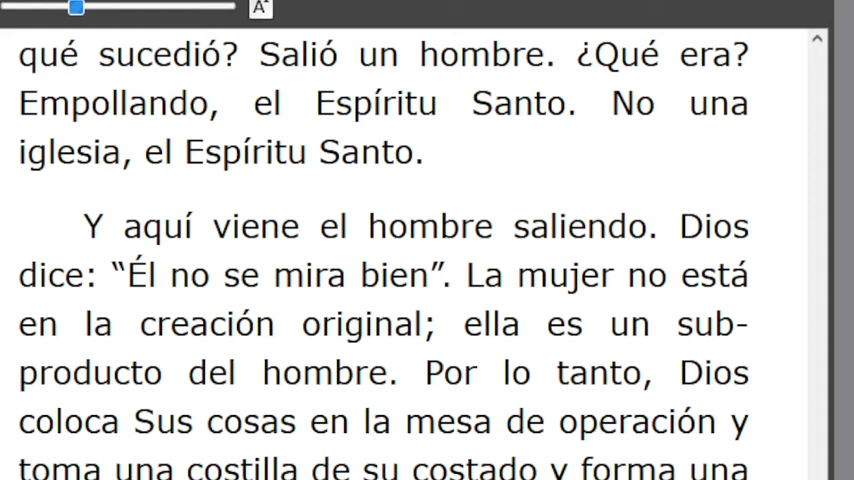 A
qué sucedió? Salió un hombre. ¿Qué era?
Empollando, el Espíritu Santo. No una
iglesia, el Espíritu Santo.
Y aquí viene el hombre saliendo. Dios
dice: “Él no se mira bien”. La mujer no está
en la creación original; ella es un sub-
producto del hombre. Por lo tanto, Dios
coloca Sus cosas en la mesa de operación y
toma una costilla de su costado y forma una